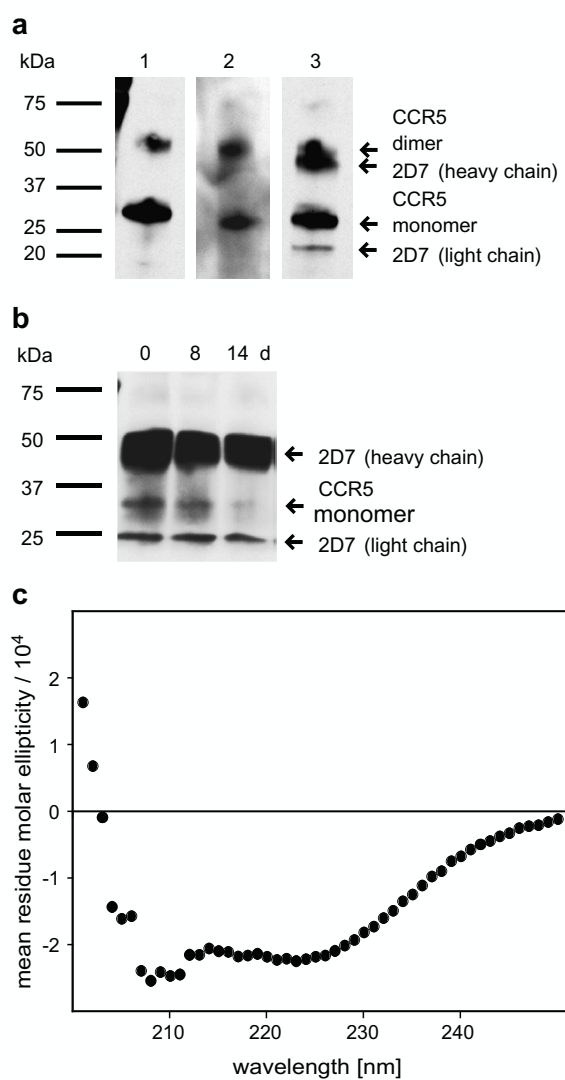 a
kDa 1 2 3
75
50
37
25
20
CCR5
dimer
2D7 (heavy chain)
CCR5
monomer
2D7 (light chain)
b
kDa 0 8 14 d
75
50
37
25
2D7 (heavy chain)
CCR5
monomer
2D7 (light chain)
c
mean residue molar ellipticity / 10⁴
2
1
0
-1
-2
210 220 230 240
wavelength [nm]